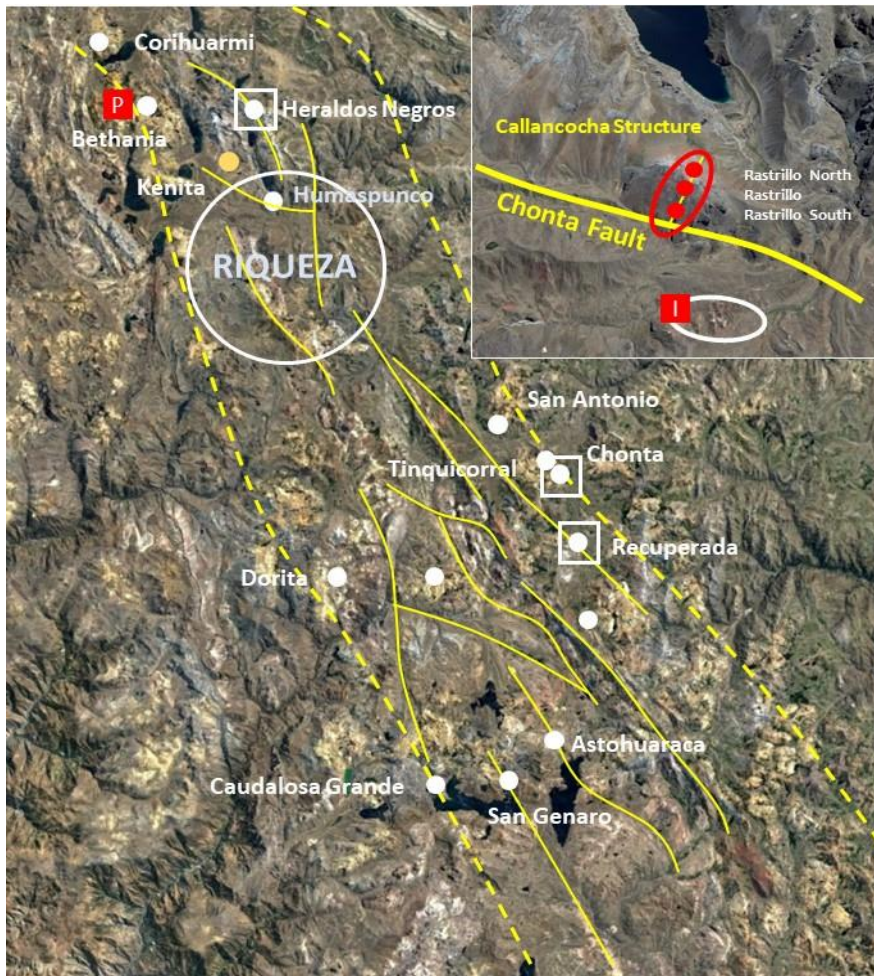 Corihuarmi
P
Bethania
Heraldos Negros
Kenita
Humaspunco
RIQUEZA
Callancocha Structure
Rastrillo North
Rastrillo
Rastrillo South
Chonta Fault
I
San Antonio
Tinquicorral
Chonta
Recuperada
Dorita
Astohuaraca
Caudalosa Grande
San Genaro